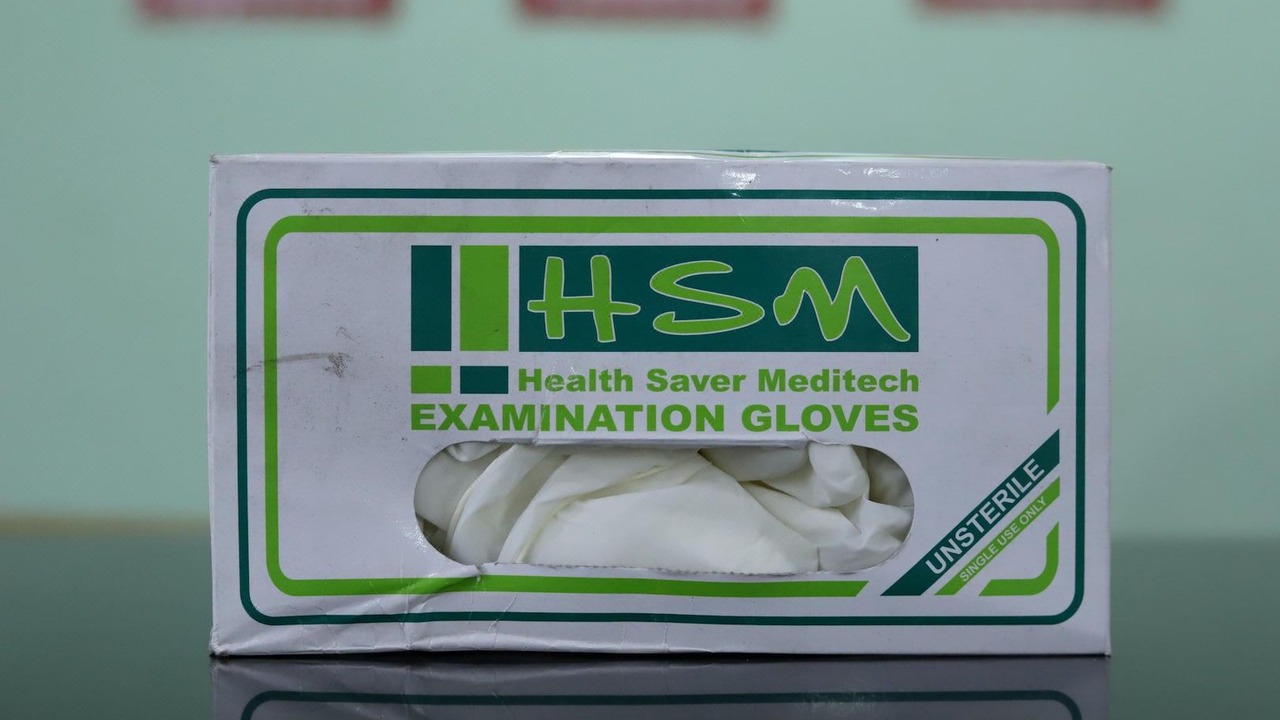 HSM
Health Saver Meditech
EXAMINATION GLOVES
UNSTERILE
SINGLE USE ONLY